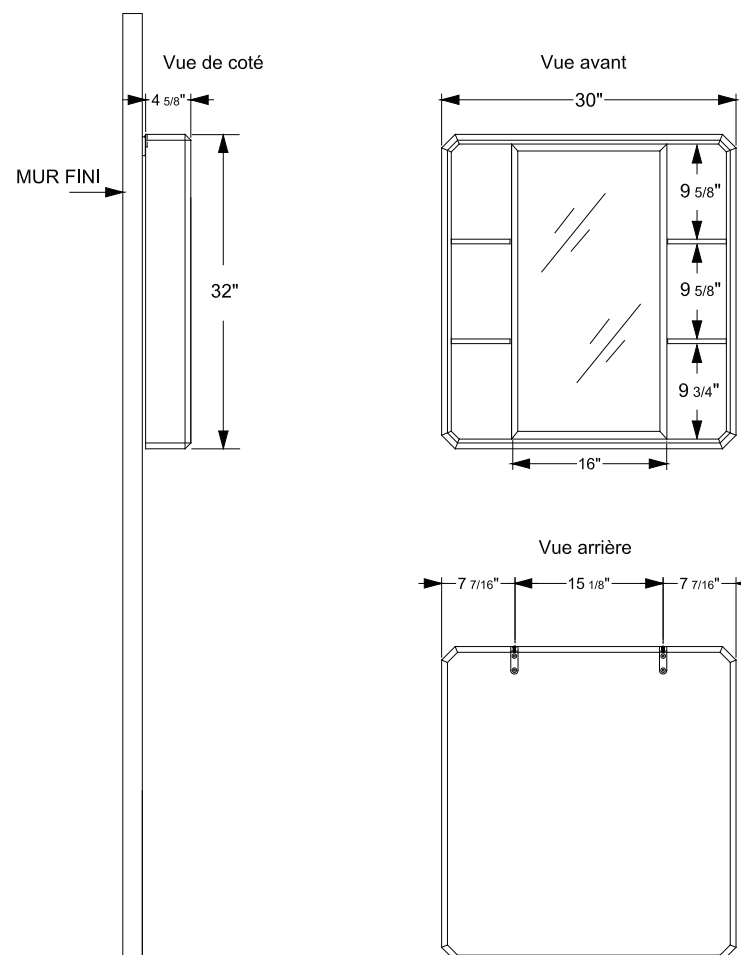 Vue de coté
Vue avant
4 5/8"
30"
MUR FINI
9 5/8"
32"
9 5/8"
9 3/4"
16"
Vue arrière
7 7/16"
15 1/8"
7 7/16"